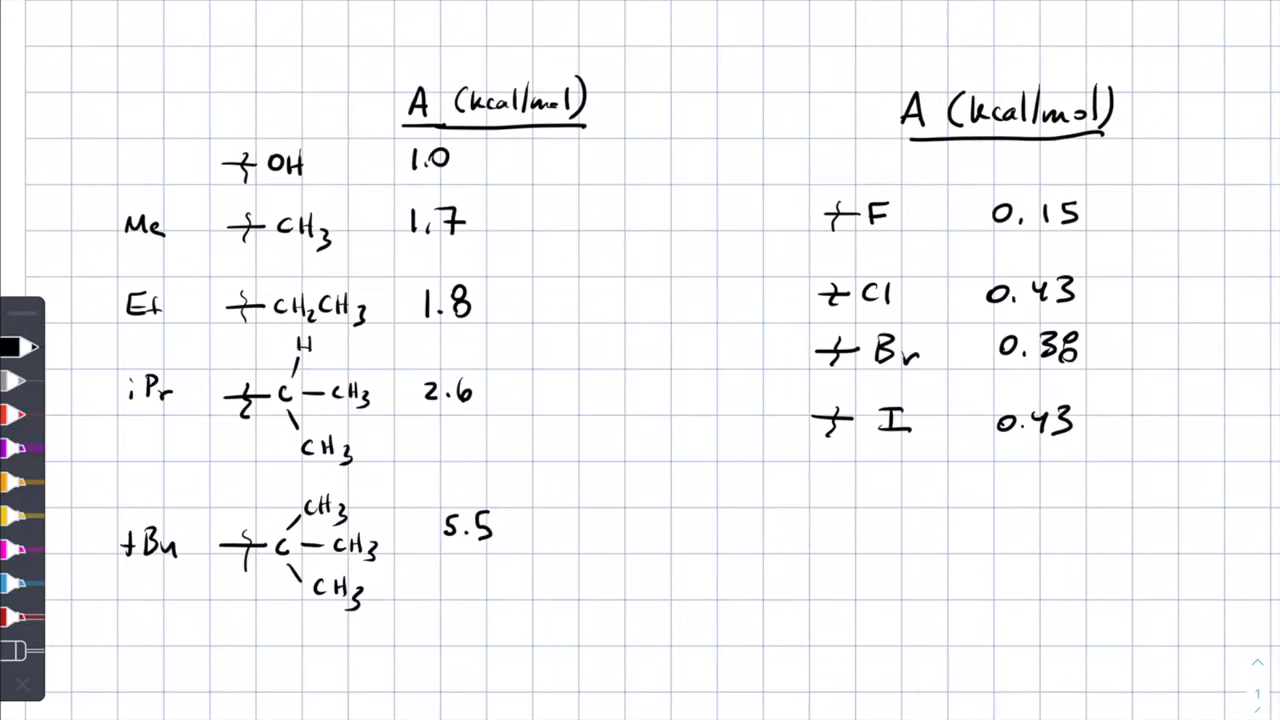 A (kcal/mol)
OH 1.0
Me CH3 1.7
Et CH2CH3 1.8
H
iPr C CH3 2.6
CH3
CH3
tBu C CH3 5.5
CH3
A (kcal/mol)
F 0.15
Cl 0.43
Br 0.38
I 0.43
1